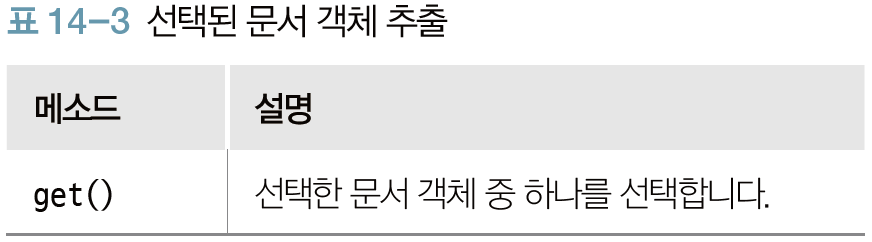 표 14-3 선택된 문서 객체 추출
메소드 설명
get() 선택한 문서 객체 중 하나를 선택합니다.